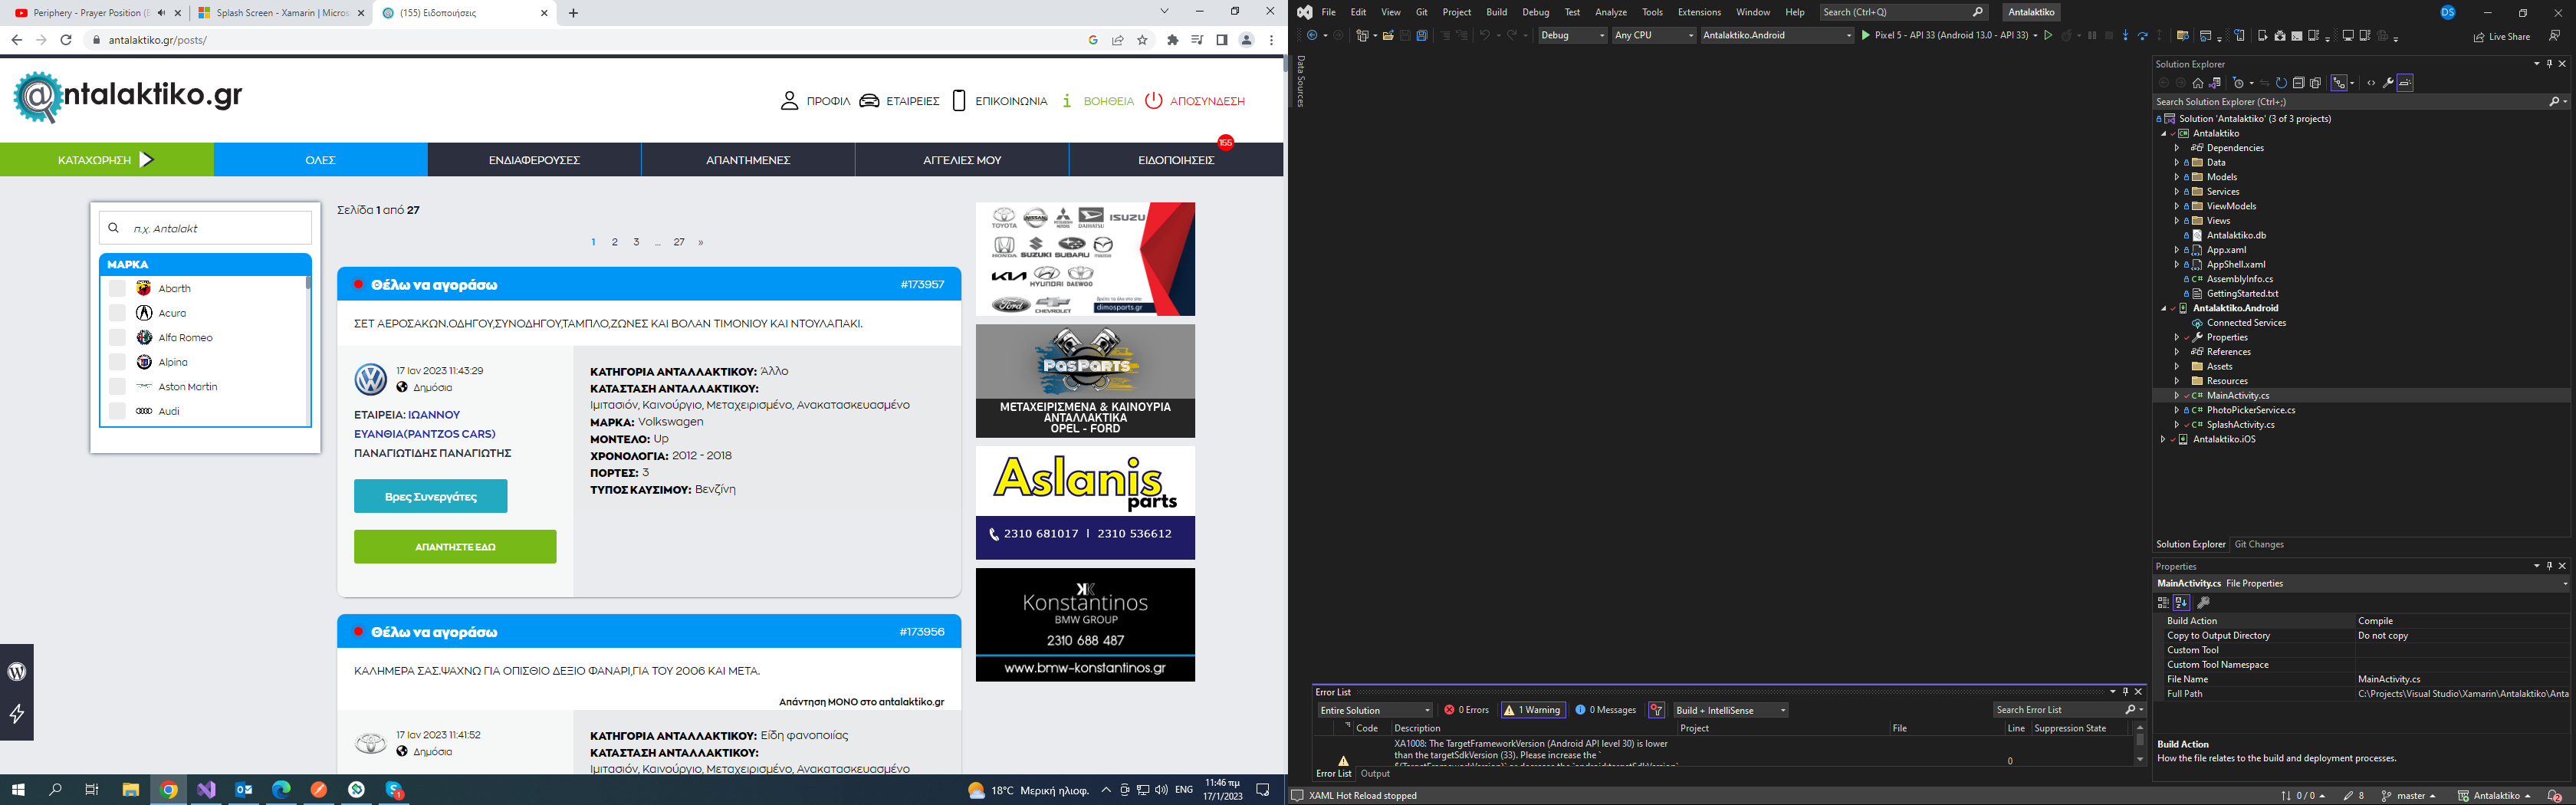 Periphery - Prayer Position (
Splash Screen - Xamarin | Micros
(155) Ειδοποιήσεις
antalaktiko.gr/posts/
@ntalaktiko.gr
ΠΡΟΦΙΛ
ΕΤΑΙΡΕΙΕΣ
ΕΠΙΚΟΙΝΩΝΙΑ
ΒΟΗΘΕΙΑ
ΑΠΟΣΥΝΔΕΣΗ
155
ΚΑΤΑΧΩΡΗΣΗ
ΟΛΕΣ
ΕΝΔΙΑΦΕΡΟΥΣΕΣ
ΑΠΑΝΤΗΜΕΝΕΣ
ΑΓΓΕΛΙΕΣ ΜΟΥ
ΕΙΔΟΠΟΙΗΣΕΙΣ
π.χ. Antalakt
ΜΑΡΚΑ
Abarth
Acura
Alfa Romeo
Alpina
Aston Martin
Audi
Σελίδα 1 από 27
1 2 3 ... 27 »
Θέλω να αγοράσω
#173957
ΣΕΤ ΑΕΡΟΣΑΚΩΝ.ΟΔΗΓΟΥ,ΣΥΝΟΔΗΓΟΥ,ΤΑΜΠΛΟ,ΖΩΝΕΣ ΚΑΙ ΒΟΛΑΝ ΤΙΜΟΝΙΟΥ ΚΑΙ ΝΤΟΥΛΑΠΑΚΙ.
17 Ιαν 2023 11:43:29
Δημόσια
ΕΤΑΙΡΕΙΑ: ΙΩΑΝΝΟΥ
ΕΥΑΝΘΙΑ(PANTZOS CARS)
ΠΑΝΑΓΙΩΤΙΔΗΣ ΠΑΝΑΓΙΩΤΗΣ
Βρες Συνεργάτες
ΑΠΑΝΤΗΣΤΕ ΕΔΩ
ΚΑΤΗΓΟΡΙΑ ΑΝΤΑΛΛΑΚΤΙΚΟΥ: Άλλο
ΚΑΤΑΣΤΑΣΗ ΑΝΤΑΛΛΑΚΤΙΚΟΥ:
Ιμιτασιόν, Καινούργιο, Μεταχειρισμένο, Ανακατασκευασμένο
ΜΑΡΚΑ: Volkswagen
ΜΟΝΤΕΛΟ: Up
ΧΡΟΝΟΛΟΓΙΑ: 2012 - 2018
ΠΟΡΤΕΣ: 3
ΤΥΠΟΣ ΚΑΥΣΙΜΟΥ: Βενζίνη
Θέλω να αγοράσω
#173956
ΚΑΛΗΜΕΡΑ ΣΑΣ.ΨΑΧΝΩ ΓΙΑ ΟΠΙΣΘΙΟ ΔΕΞΙΟ ΦΑΝΑΡΙ,ΓΙΑ ΤΟΥ 2006 ΚΑΙ ΜΕΤΑ.
Απάντηση ΜΟΝΟ στο antalaktiko.gr
17 Ιαν 2023 11:41:52
Δημόσια
ΚΑΤΗΓΟΡΙΑ ΑΝΤΑΛΛΑΚΤΙΚΟΥ: Είδη φανοποιίας
ΚΑΤΑΣΤΑΣΗ ΑΝΤΑΛΛΑΚΤΙΚΟΥ:
Ιμιτασιόν, Καινούργιο, Μεταχειρισμένο, Ανακατασκευασμένο
TOYOTA NISSAN MITSUBISHI DAIHATSU ISUZU
HONDA SUZUKI SUBARU mazda
KIA HYUNDAI DAEWOO
Ford CHEVROLET
dimosparts.gr
PasParts
ΜΕΤΑΧΕΙΡΙΣΜΕΝΑ & ΚΑΙΝΟΥΡΙΑ
ΑΝΤΑΛΛΑΚΤΙΚΑ
OPEL - FORD
Aslanis
parts
2310 681017 | 2310 536612
Konstantinos
BMW GROUP
2310 688 487
www.bmw-konstantinos.gr
18°C Μερική ηλιοφ.
ENG
11:46 πμ
17/1/2023
File Edit View Git Project Build Debug Test Analyze Tools Extensions Window Help
Search (Ctrl+Q)
Antalaktiko
DS
Debug
Any CPU
Antalaktiko.Android
Pixel 5 - API 33 (Android 13.0 - API 33)
Live Share
Data Sources
Solution Explorer
Search Solution Explorer (Ctrl+;)
Solution 'Antalaktiko' (3 of 3 projects)
Antalaktiko
Dependencies
Data
Models
Services
ViewModels
Views
Antalaktiko.db
App.xaml
AppShell.xaml
AssemblyInfo.cs
GettingStarted.txt
Antalaktiko.Android
Connected Services
Properties
References
Assets
Resources
MainActivity.cs
PhotoPickerService.cs
SplashActivity.cs
Antalaktiko.iOS
Solution Explorer Git Changes
Properties
MainActivity.cs File Properties
Build Action Compile
Copy to Output Directory Do not copy
Custom Tool
Custom Tool Namespace
File Name MainActivity.cs
Full Path C:\Projects\Visual Studio\Xamarin\Antalaktiko\Anta
Build Action
How the file relates to the build and deployment processes.
Error List
Entire Solution
0 Errors
1 Warning
0 Messages
Build + IntelliSense
Search Error List
Code Description Project File Line Suppression State
XA1008: The TargetFrameworkVersion (Android API level 30) is lower
than the targetSdkVersion (33). Please increase the `
0
Error List Output
XAML Hot Reload stopped
0 / 0
8
master
Antalaktiko
2